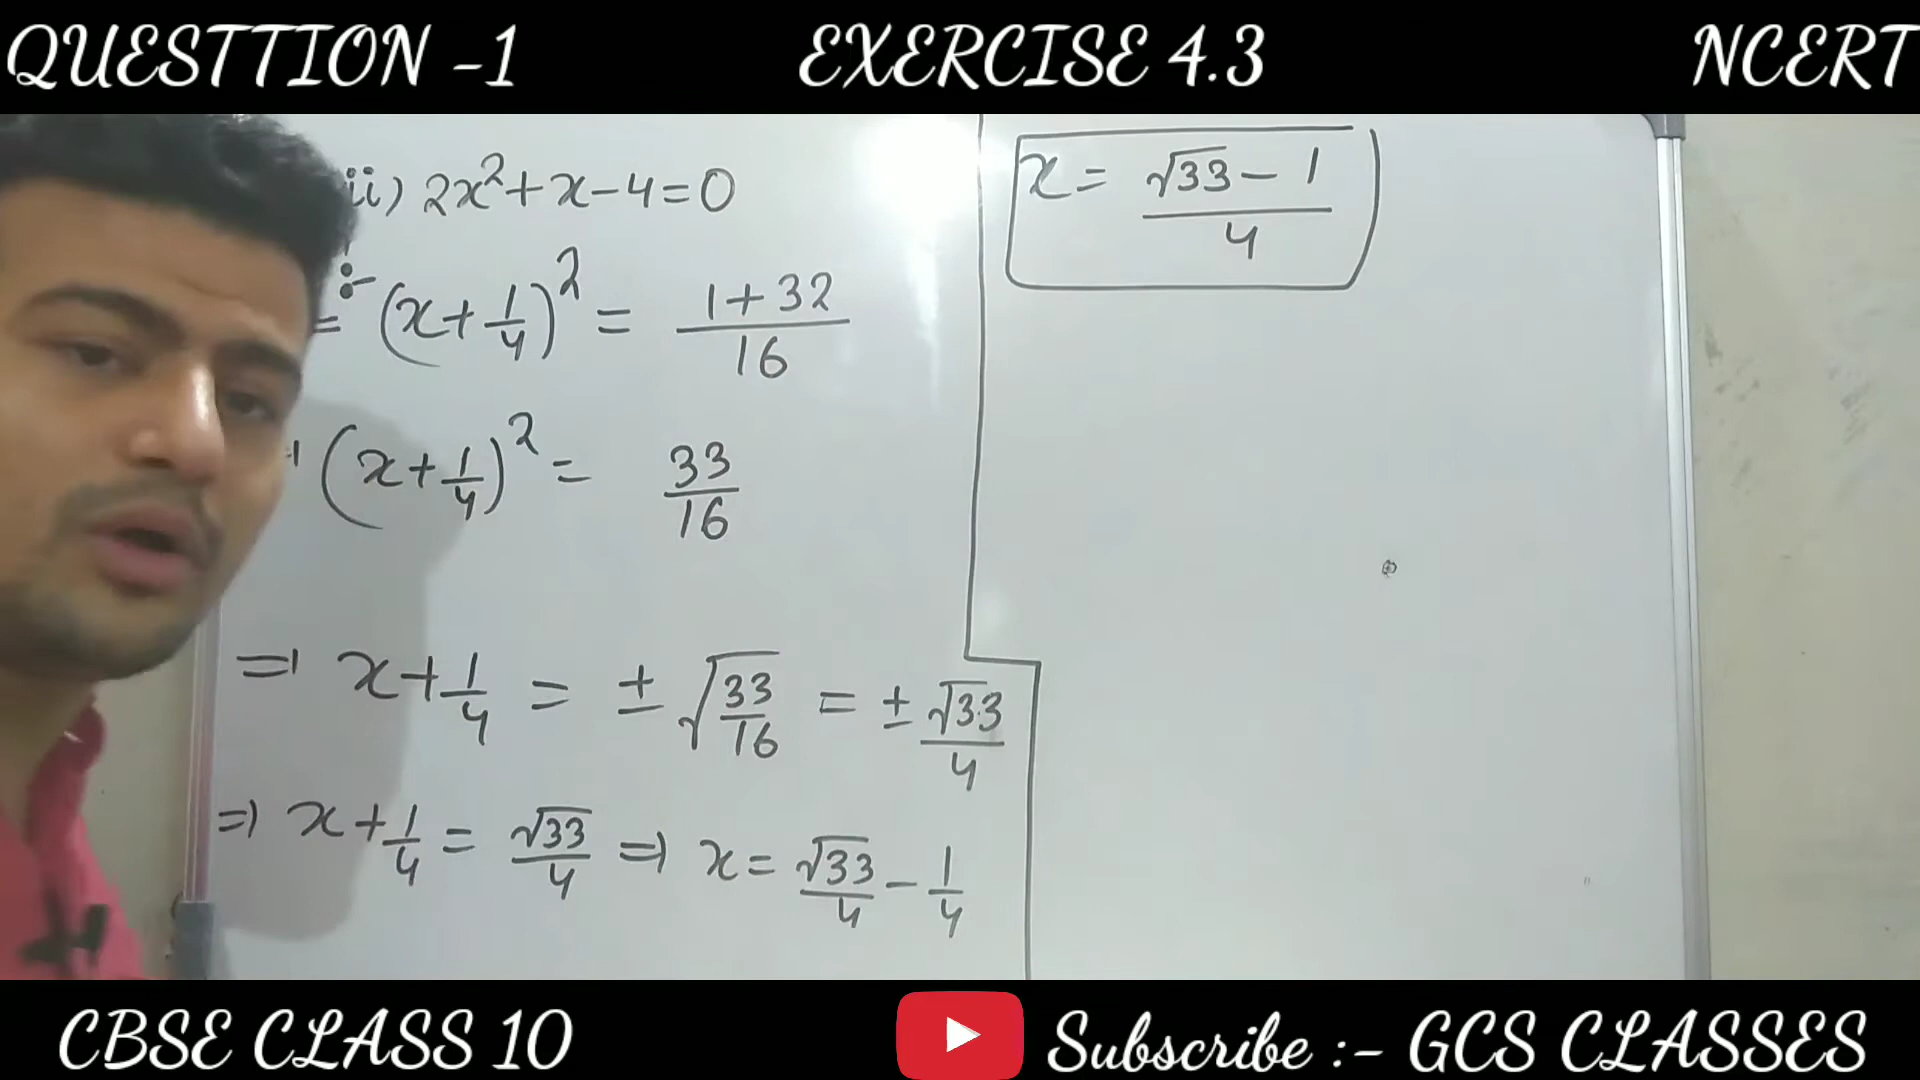 QUESTTION -1 EXERCISE 4.3 NCERT
ii) 2x²+x-4=0
:- (x+1/4)² = 1+32/16
(x+1/4)² = 33/16
⇒ x+1/4 = ±√(33/16) = ±√33/4
⇒ x+1/4 = √33/4 ⇒ x= √33/4 - 1/4
x= √33-1/4
CBSE CLASS 10 Subscribe :- GCS CLASSES